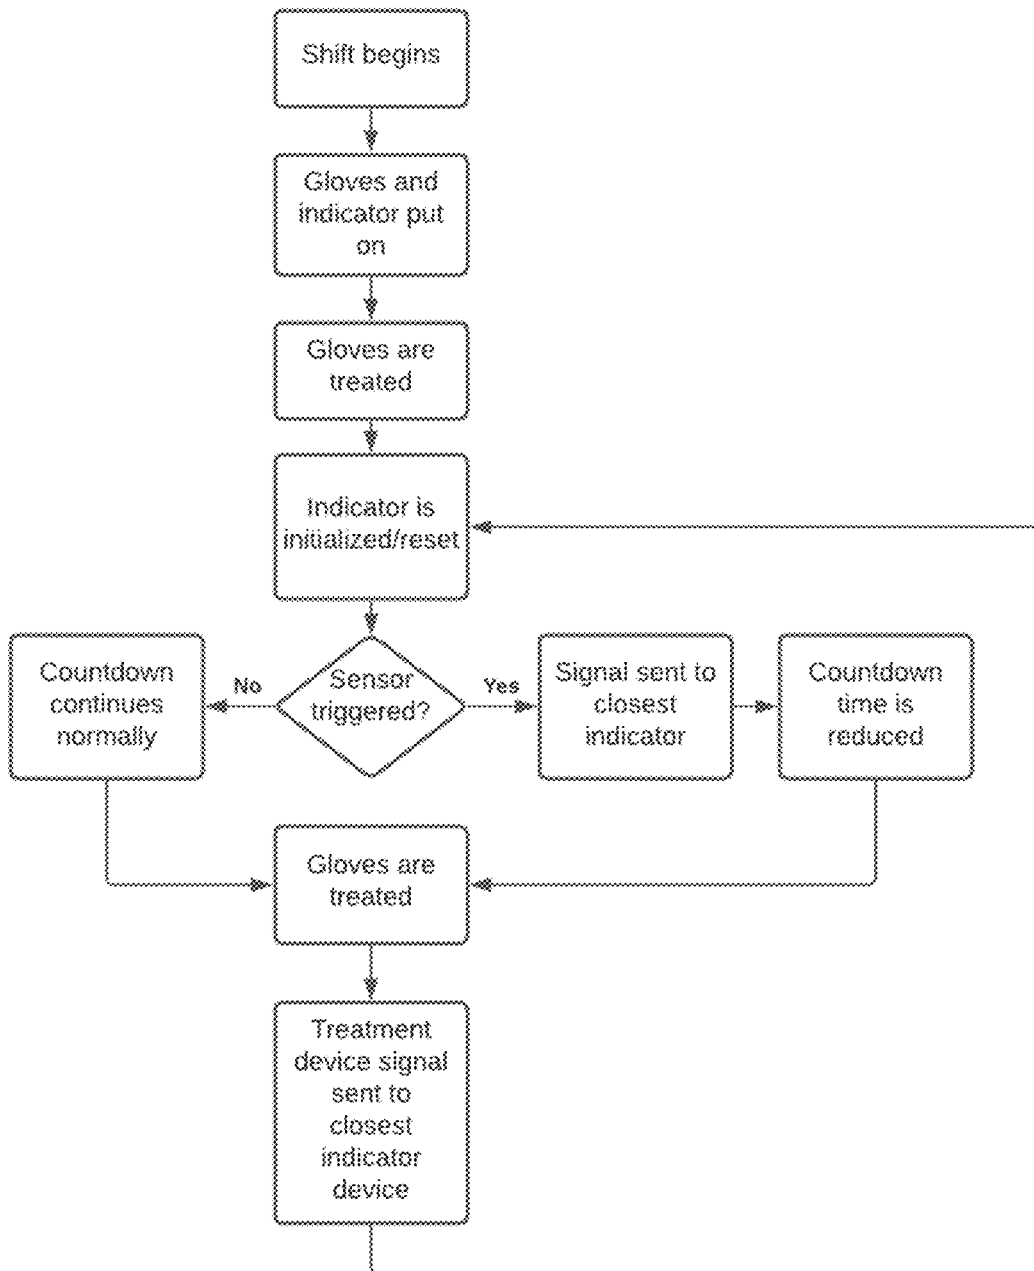 Shift begins
Gloves and
indicator put
on
Gloves are
treated
Indicator is
initialized/reset
Countdown
continues
normally
No
Sensor
triggered?
Yes
Signal sent to
closest
indicator
Countdown
time is
reduced
Gloves are
treated
Treatment
device signal
sent to
closest
indicator
device